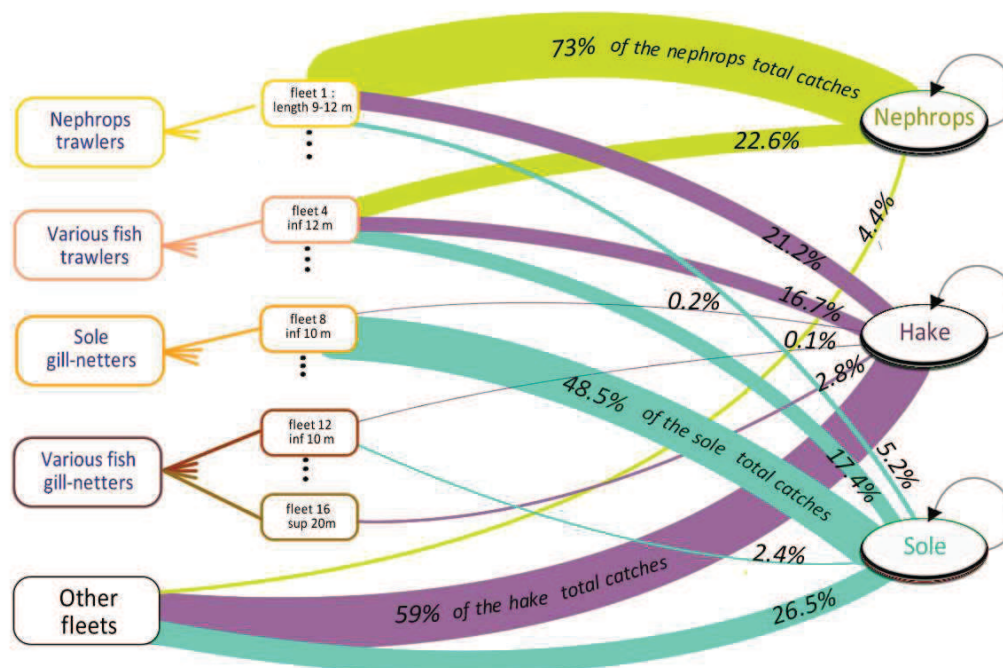 73% of the nephrops total catches
Nephrops
trawlers
fleet 1 :
length 9-12 m
Nephrops
22.6%
4.4%
Various fish
trawlers
fleet 4
inf 12 m
21.2%
16.7%
Sole
gill-netters
fleet 8
inf 10 m
0.2%
0.1%
Hake
2.8%
48.5% of the sole total catches
Various fish
gill-netters
fleet 12
inf 10 m
fleet 16
sup 20m
17.4%
5.2%
Sole
2.4%
Other
fleets
59% of the hake total catches
26.5%